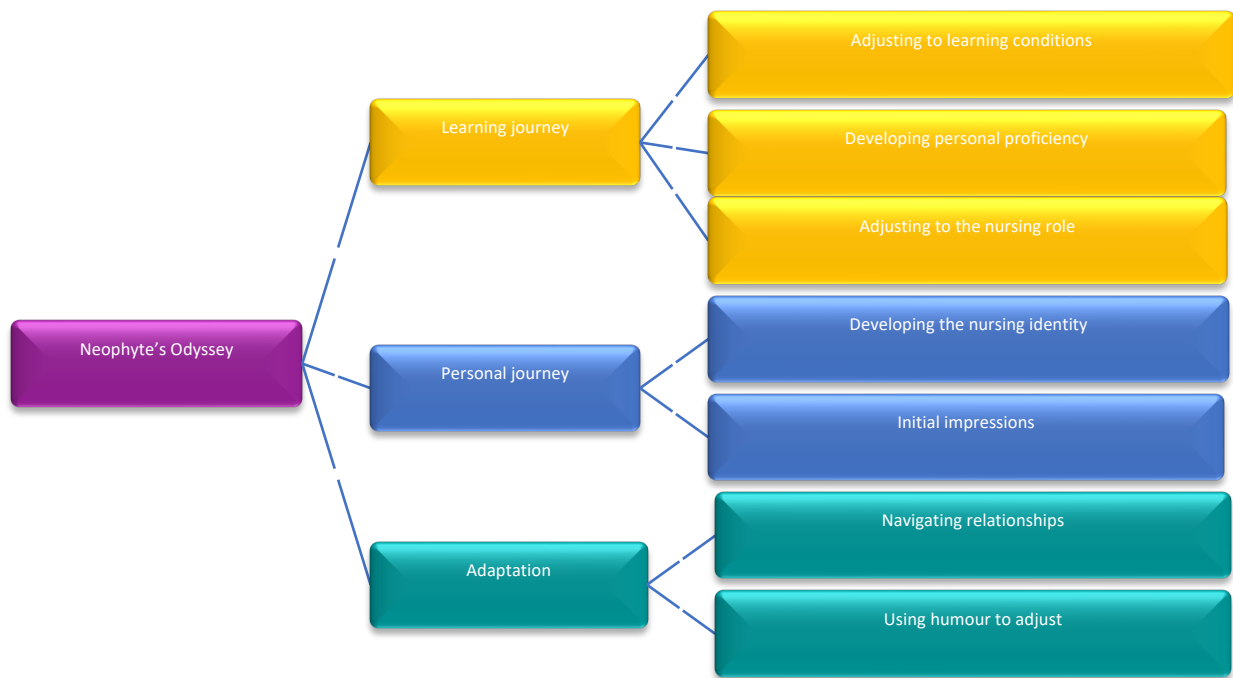 Neophyte’s Odyssey
Learning journey
Adjusting to learning conditions
Developing personal proficiency
Adjusting to the nursing role
Personal journey
Developing the nursing identity
Initial impressions
Adaptation
Navigating relationships
Using humour to adjust